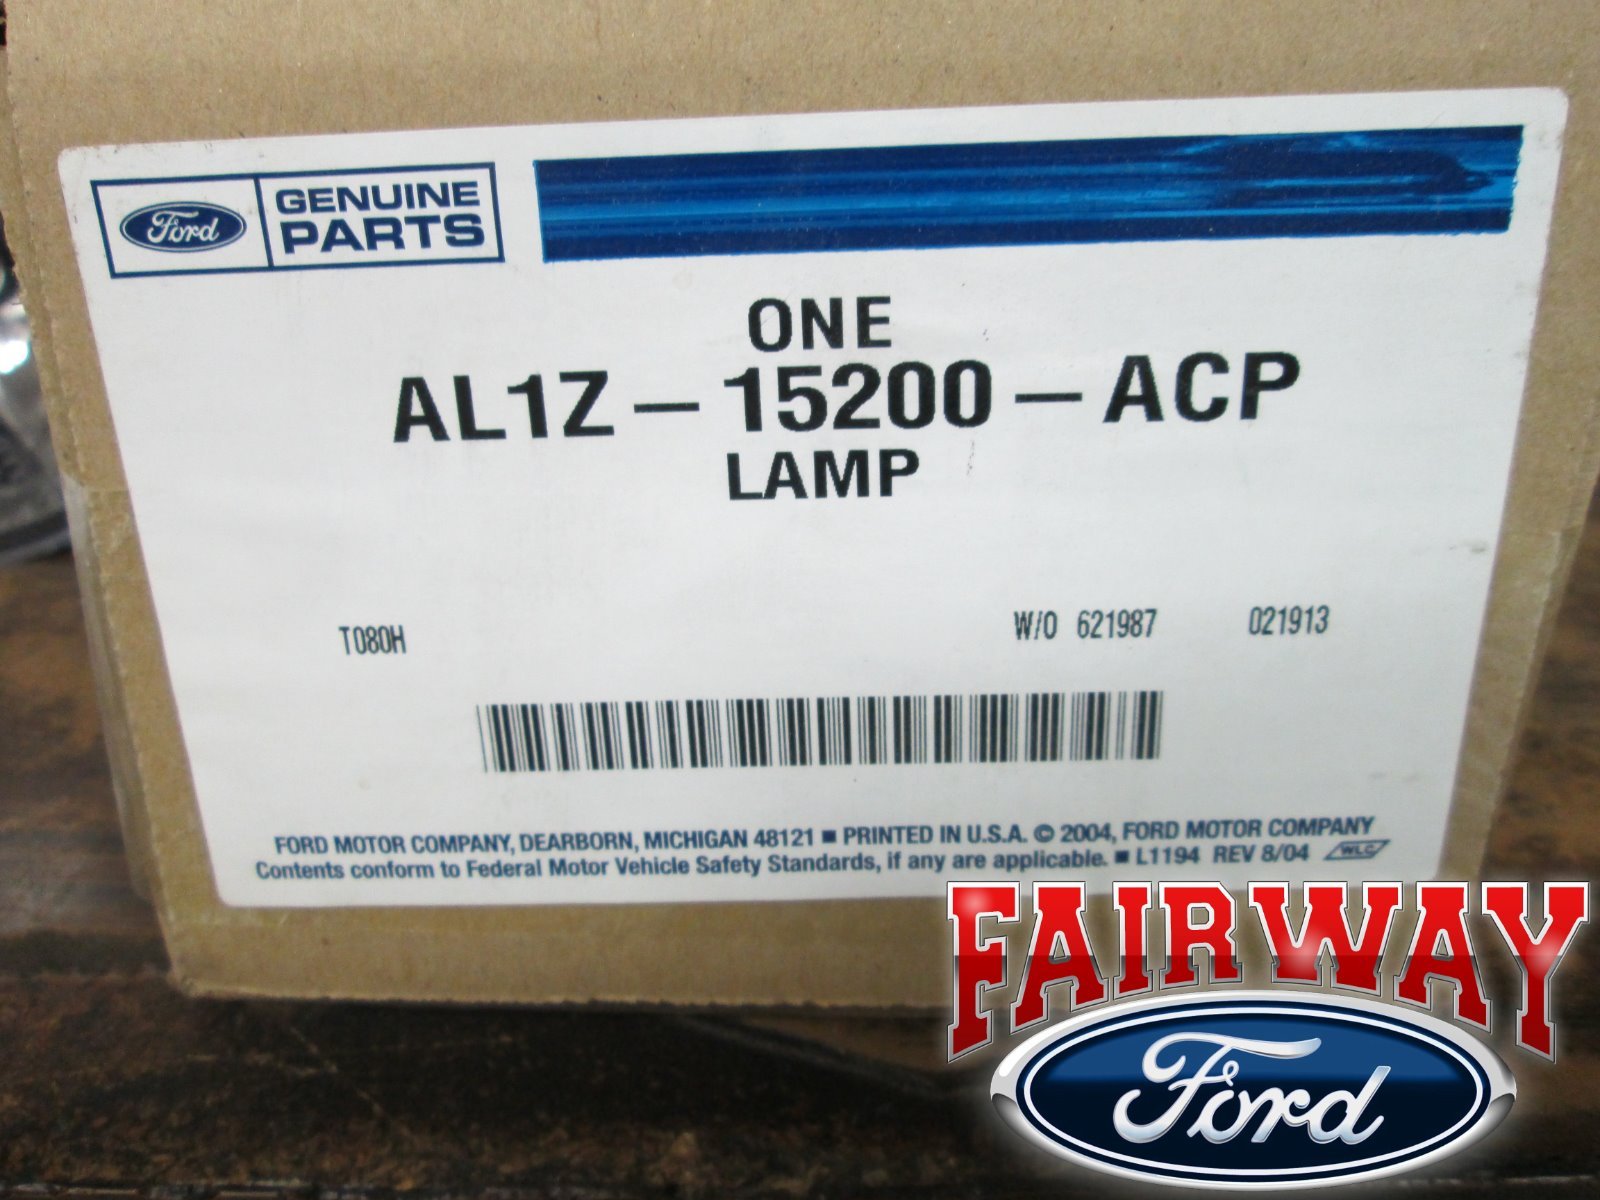 Ford GENUINE
PARTS
ONE
AL1Z-15200-ACP
LAMP
T080H W/O 621987 021913
FORD MOTOR COMPANY, DEARBORN, MICHIGAN 48121 ■ PRINTED IN U.S.A. © 2004, FORD MOTOR COMPANY
Contents conform to Federal Motor Vehicle Safety Standards, if any are applicable. ■ L1194 REV 8/04 WLC
FAIRWAY
Ford